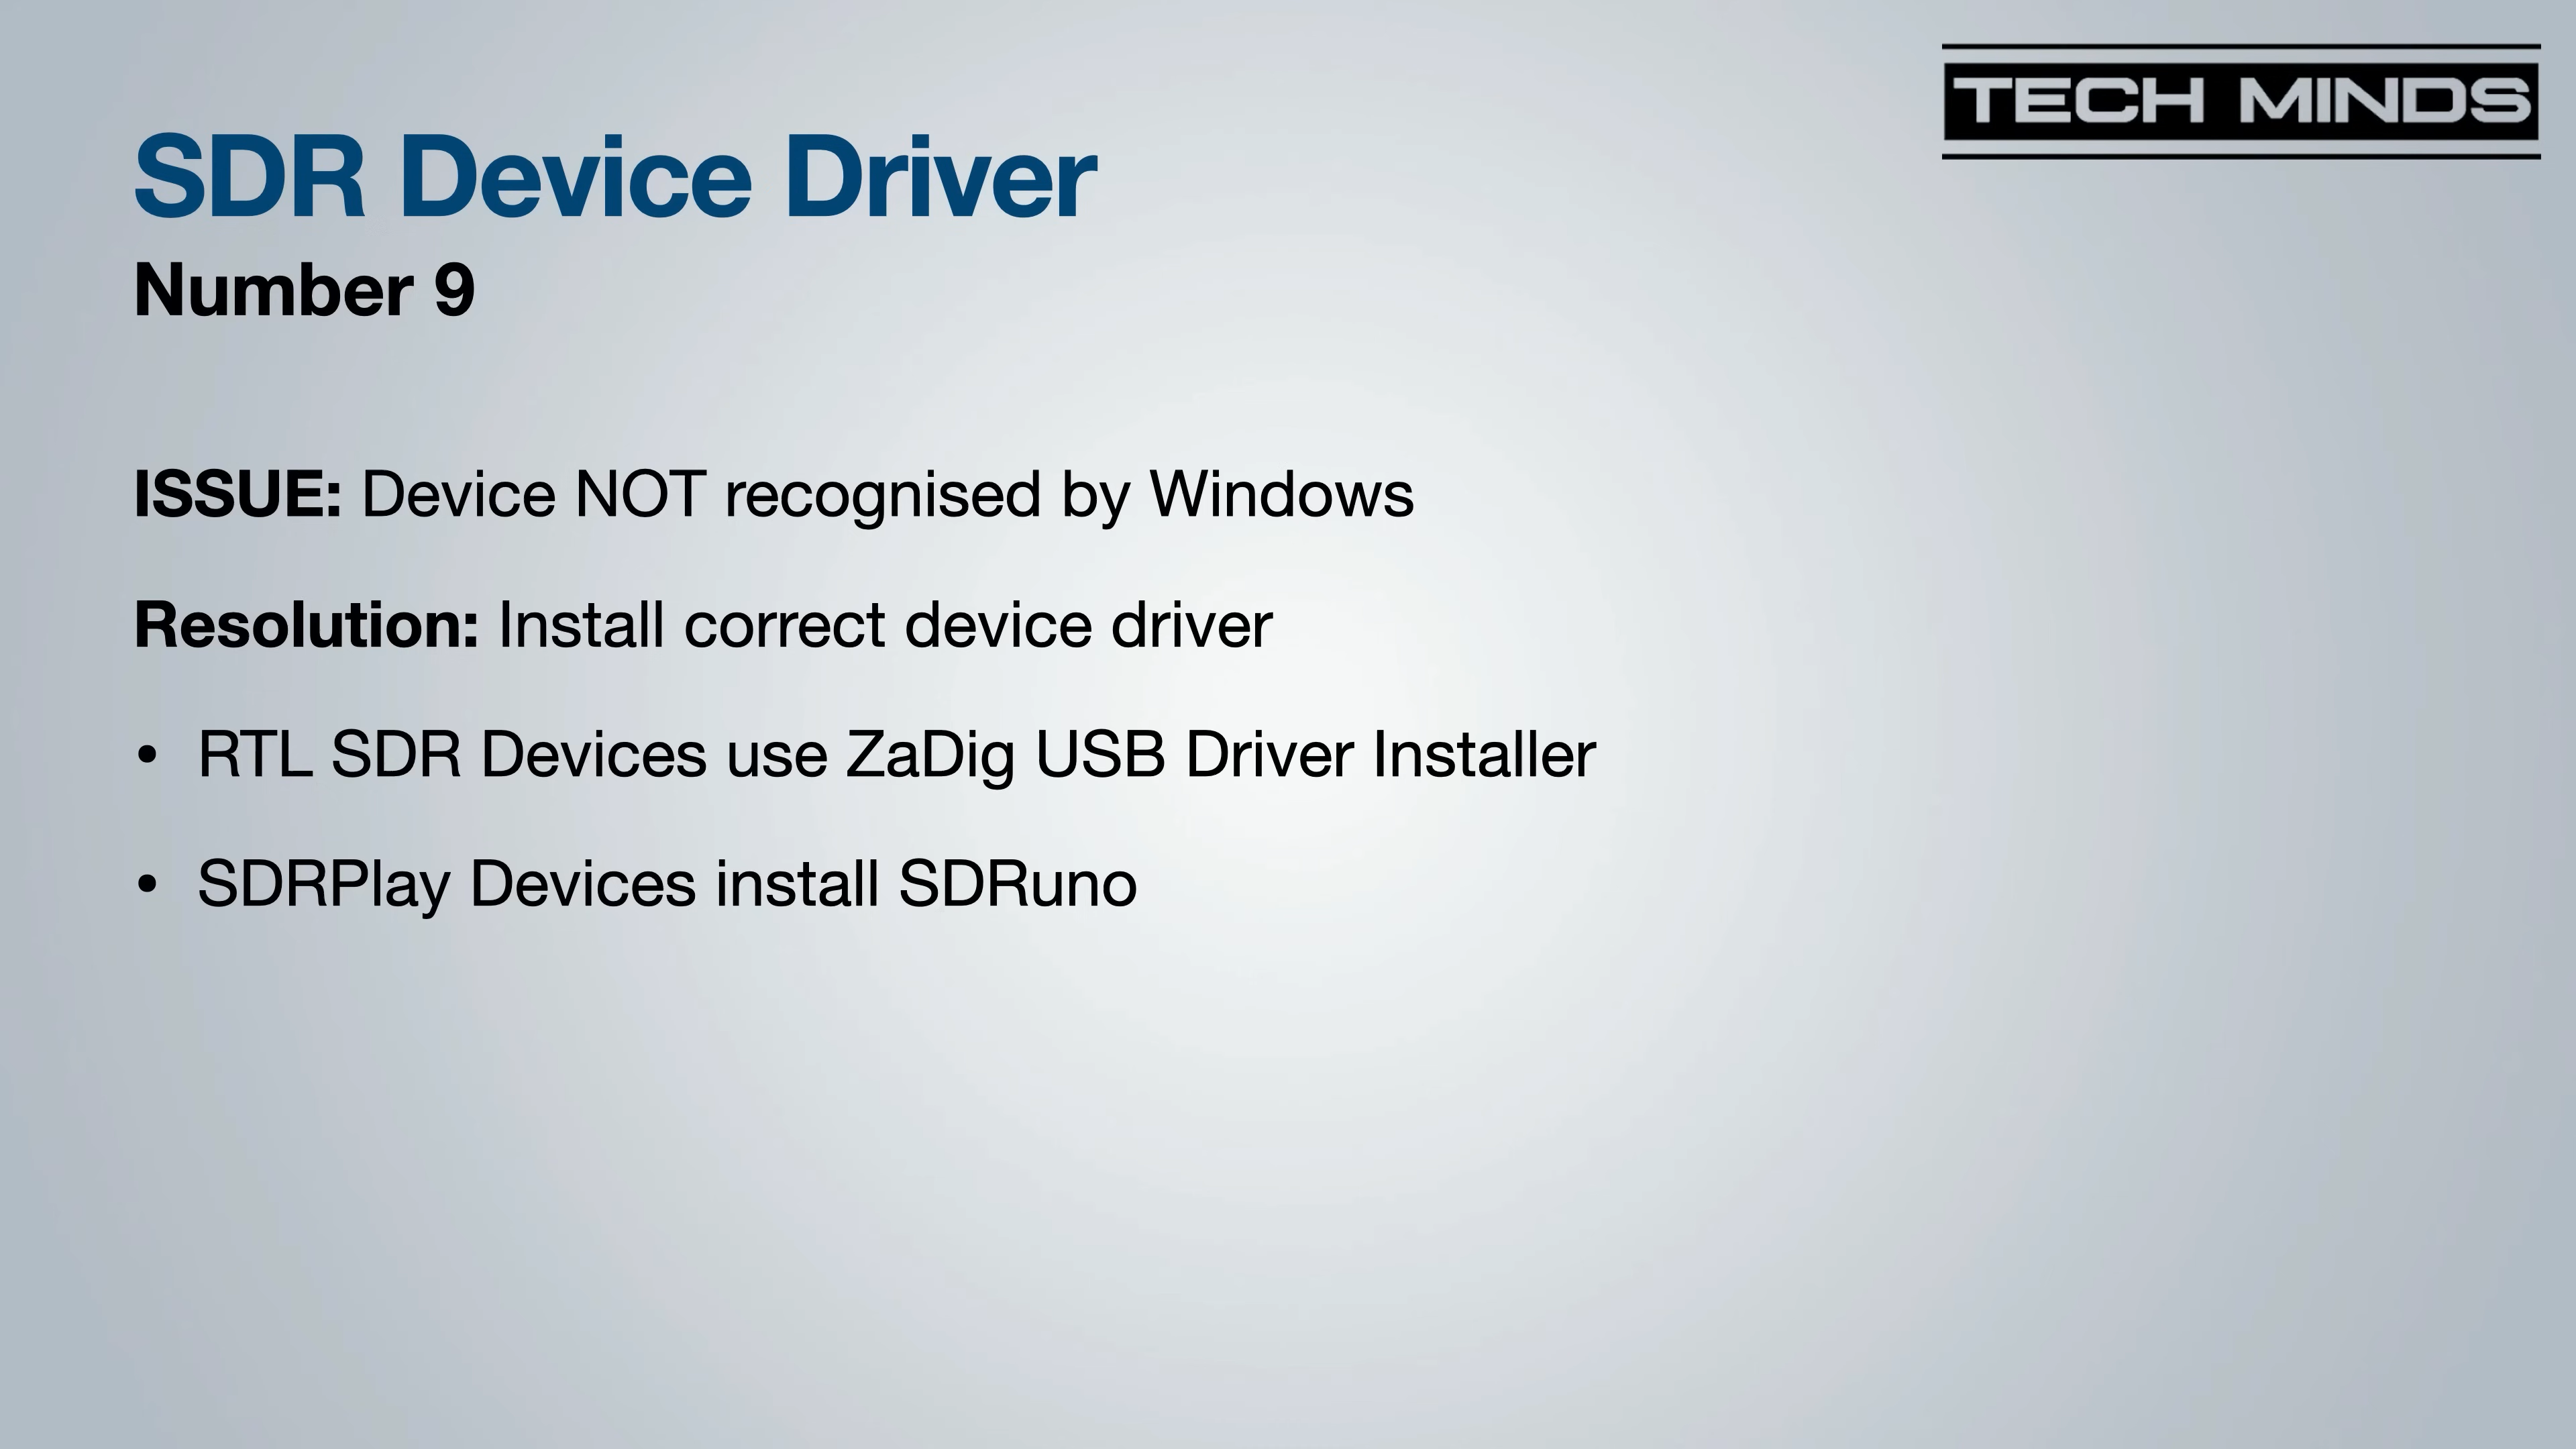 TECH MINDS
SDR Device Driver
Number 9
ISSUE: Device NOT recognised by Windows
Resolution: Install correct device driver
• RTL SDR Devices use ZaDig USB Driver Installer
• SDRPlay Devices install SDRuno